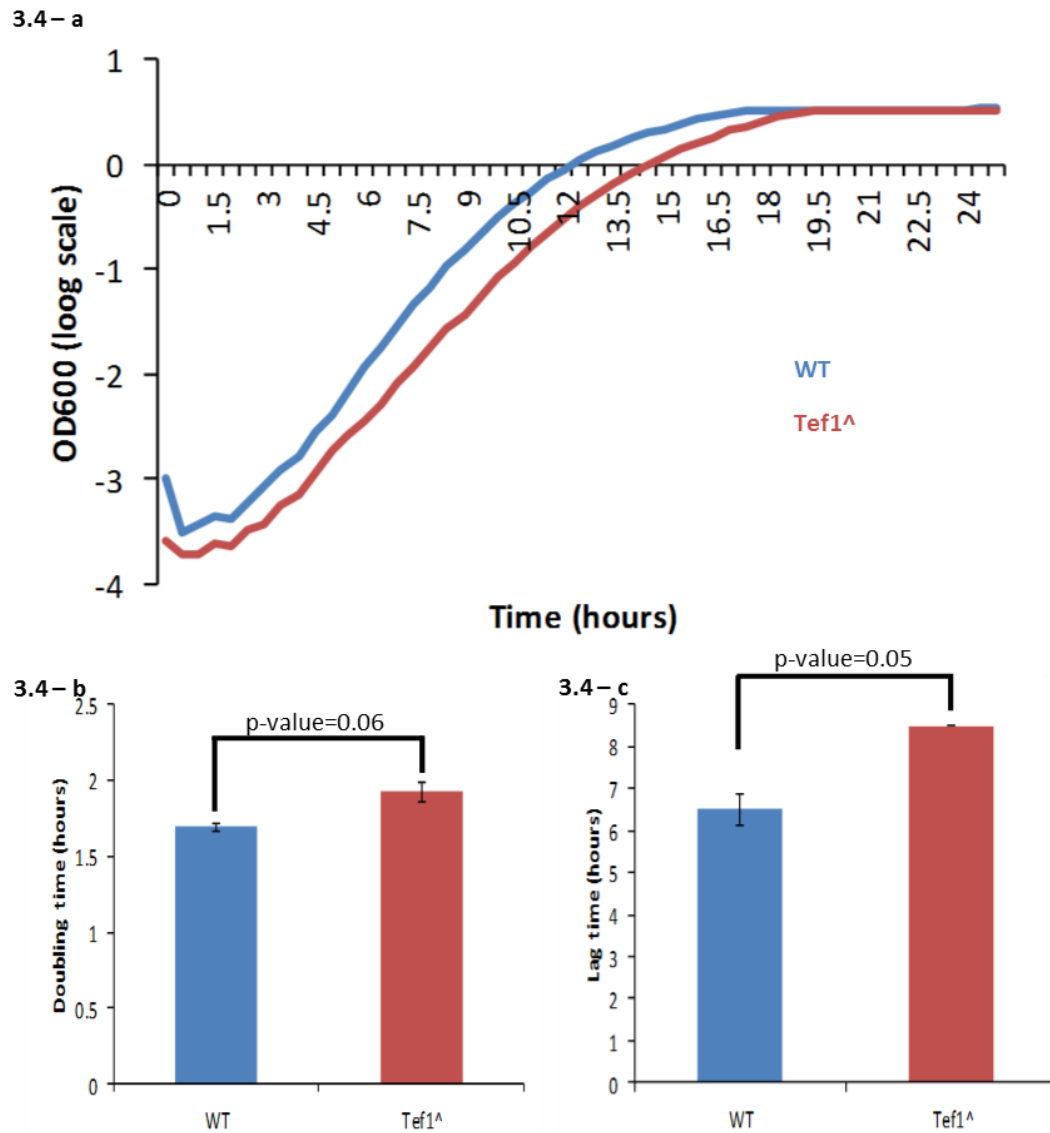 3.4 – a
1
0
-1
-2
-3
-4
OD600 (loog scale)
0 1.5 3 4.5 6 7.5 9 10.5 12 13.5 15 16.5 18 19.5 21 22.5 24
WT
Tef1^
Time (hours)
3.4 – b
p-value=0.06
2.5
2
1.5
1
0.5
0
Doubling time (hours)
WT Tef1^
3.4 – c
p-value=0.05
9
8
7
6
5
4
3
2
1
0
Lag time (hours)
WT Tef1^